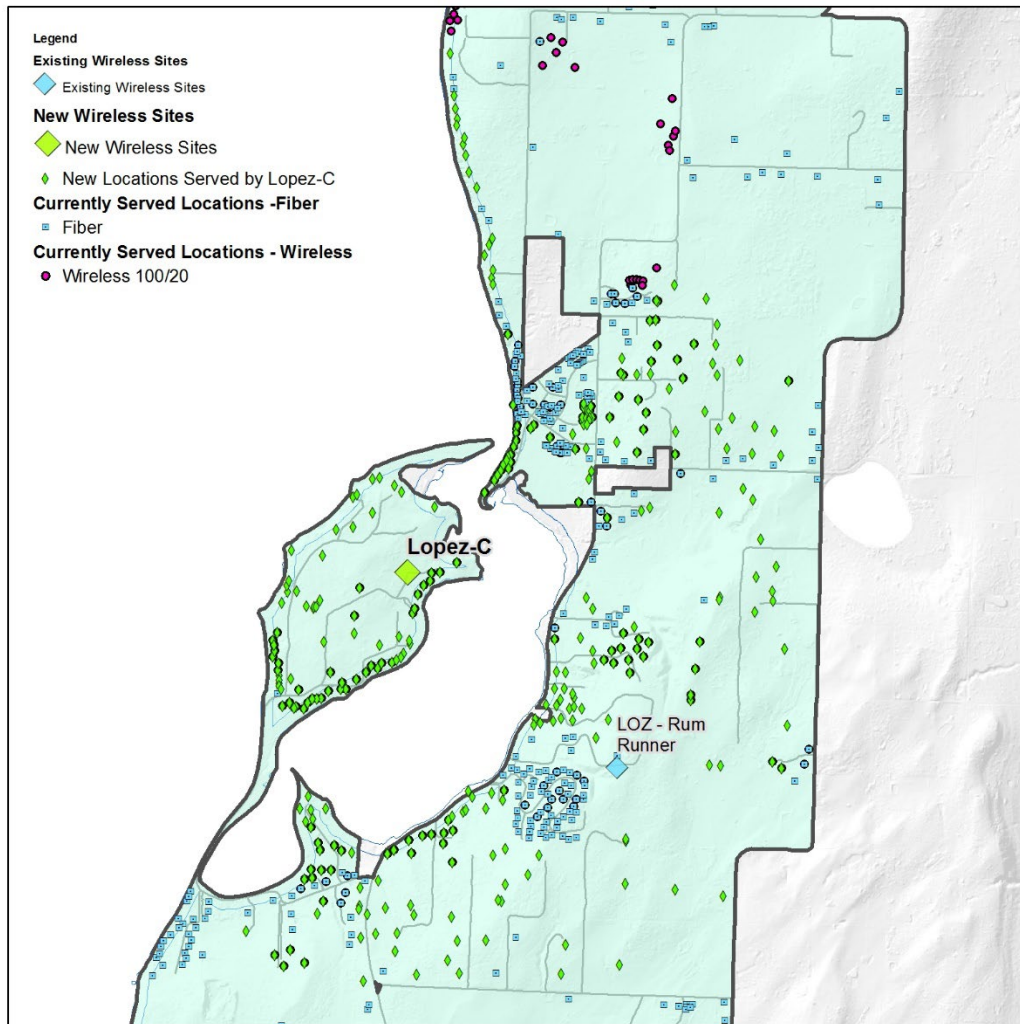 Legend
Existing Wireless Sites
Existing Wireless Sites
New Wireless Sites
New Wireless Sites
New Locations Served by Lopez-C
Currently Served Locations -Fiber
Fiber
Currently Served Locations - Wireless
Wireless 100/20
Lopez-C
LOZ - Rum
Runner